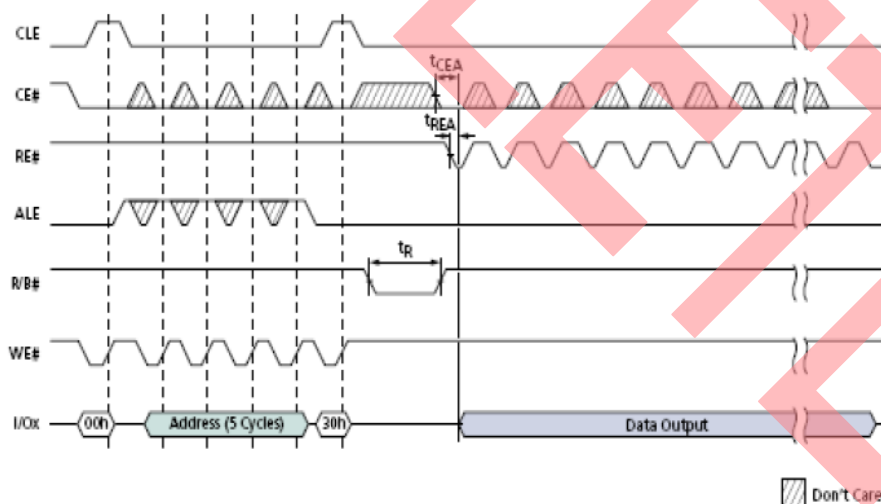 CLE
tCEA
CE#
tREA
RE#
ALE
tR
R/B#
WE#
I/Ox 00h Address (5 Cycles) 30h Data Output
Don't Care